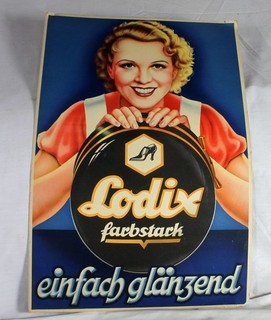 Lodix
farbstark
einfach glänzend